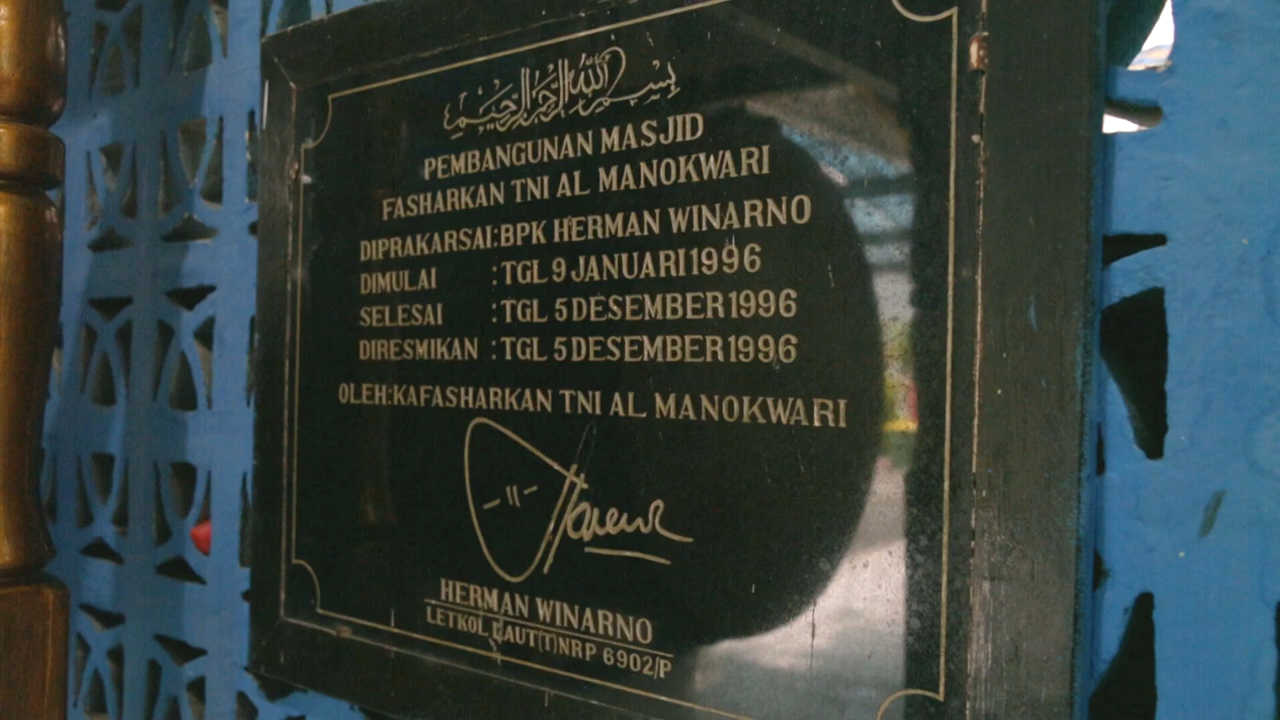 بسم الله الرحمن الرحيم
PEMBANGUNAN MASJID
FASHARKAN TNI AL MANOKWARI
DIPRAKARSAI:BPK HERMAN WINARNO
DIMULAI :TGL 9 JANUARI 1996
SELESAI :TGL 5 DESEMBER 1996
DIRESMIKAN :TGL 5 DESEMBER 1996
OLEH:KAFASHARKAN TNI AL MANOKWARI
HERMAN WINARNO
LETKOL LAUT(T)NRP 6902/P